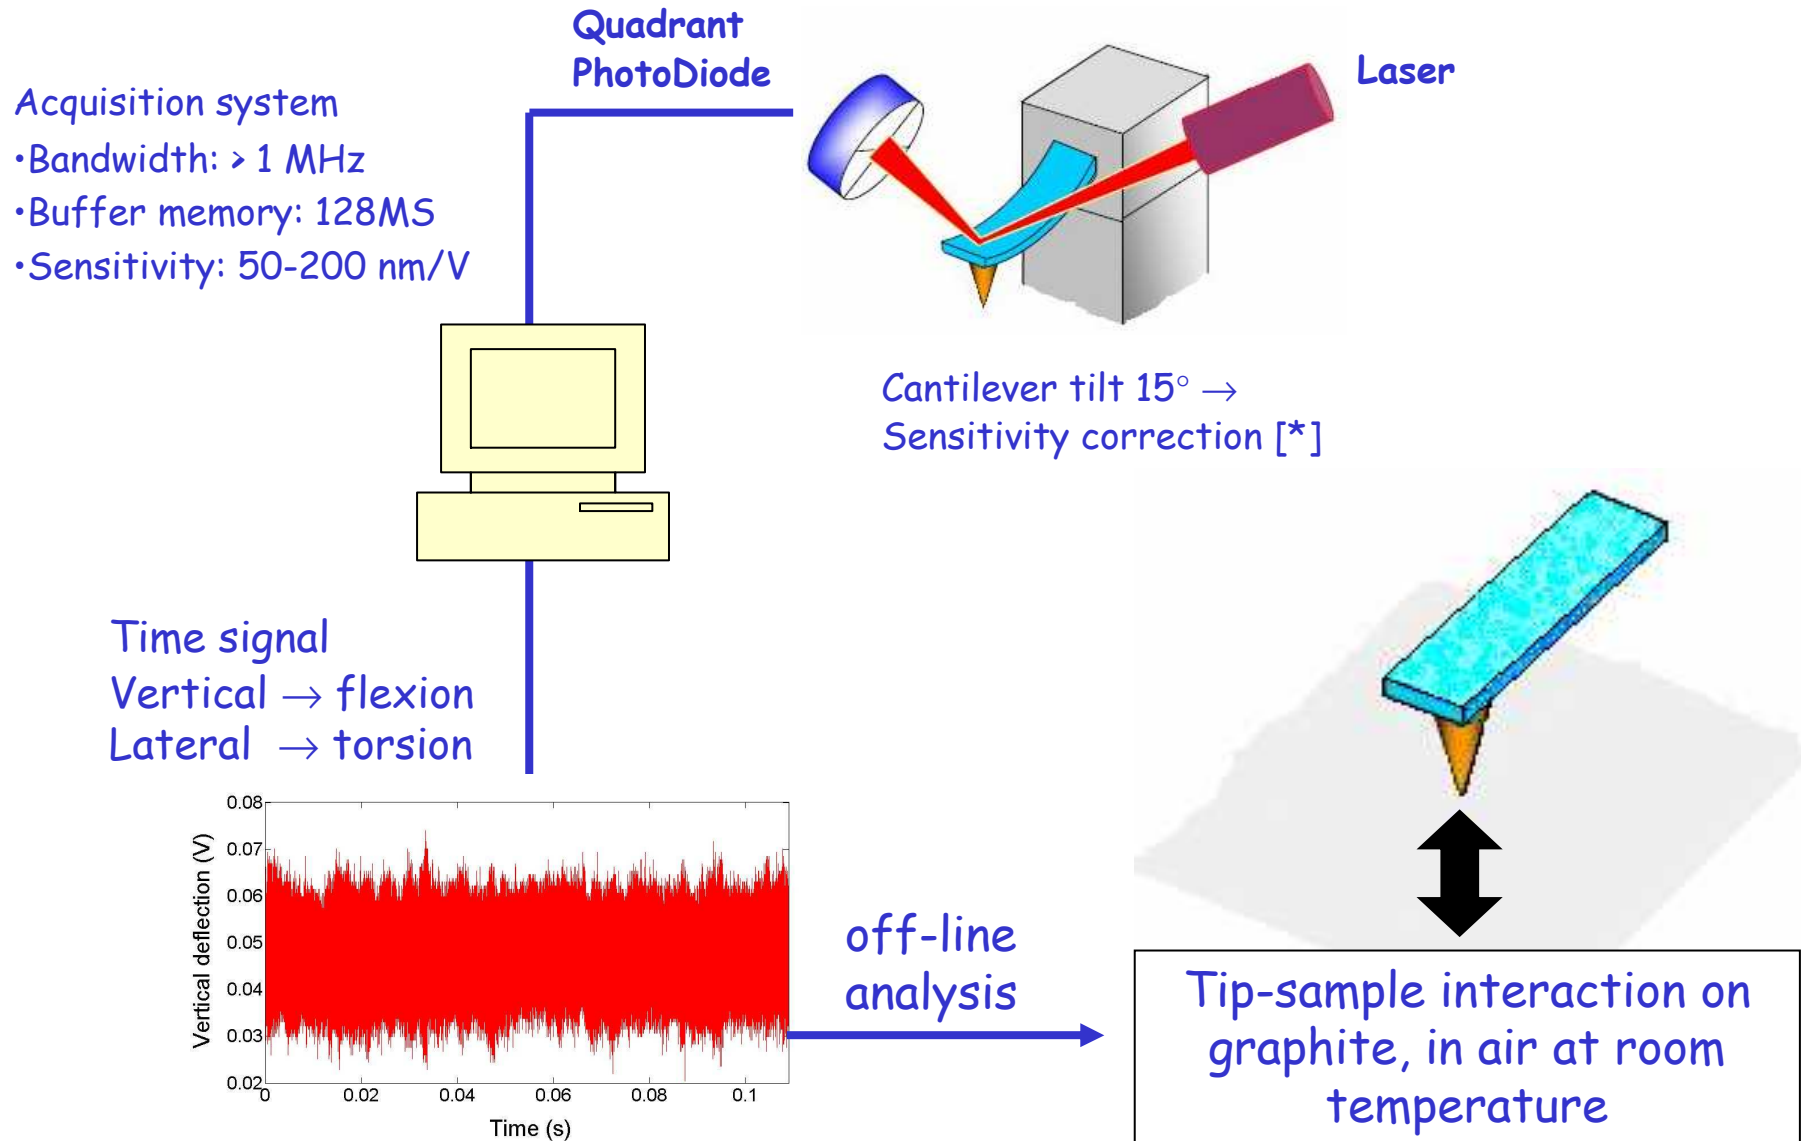 Quadrant
PhotoDiode
Laser
Acquisition system
•Bandwidth: > 1 MHz
•Buffer memory: 128MS
•Sensitivity: 50-200 nm/V
Cantilever tilt 15° →
Sensitivity correction [*]
Time signal
Vertical → flexion
Lateral → torsion
0.08
0.07
0.06
0.05
0.04
0.03
0.02
Vertical deflection (V)
0
0.02
0.04
0.06
0.08
0.1
Time (s)
off-line
analysis
Tip-sample interaction on
graphite, in air at room
temperature